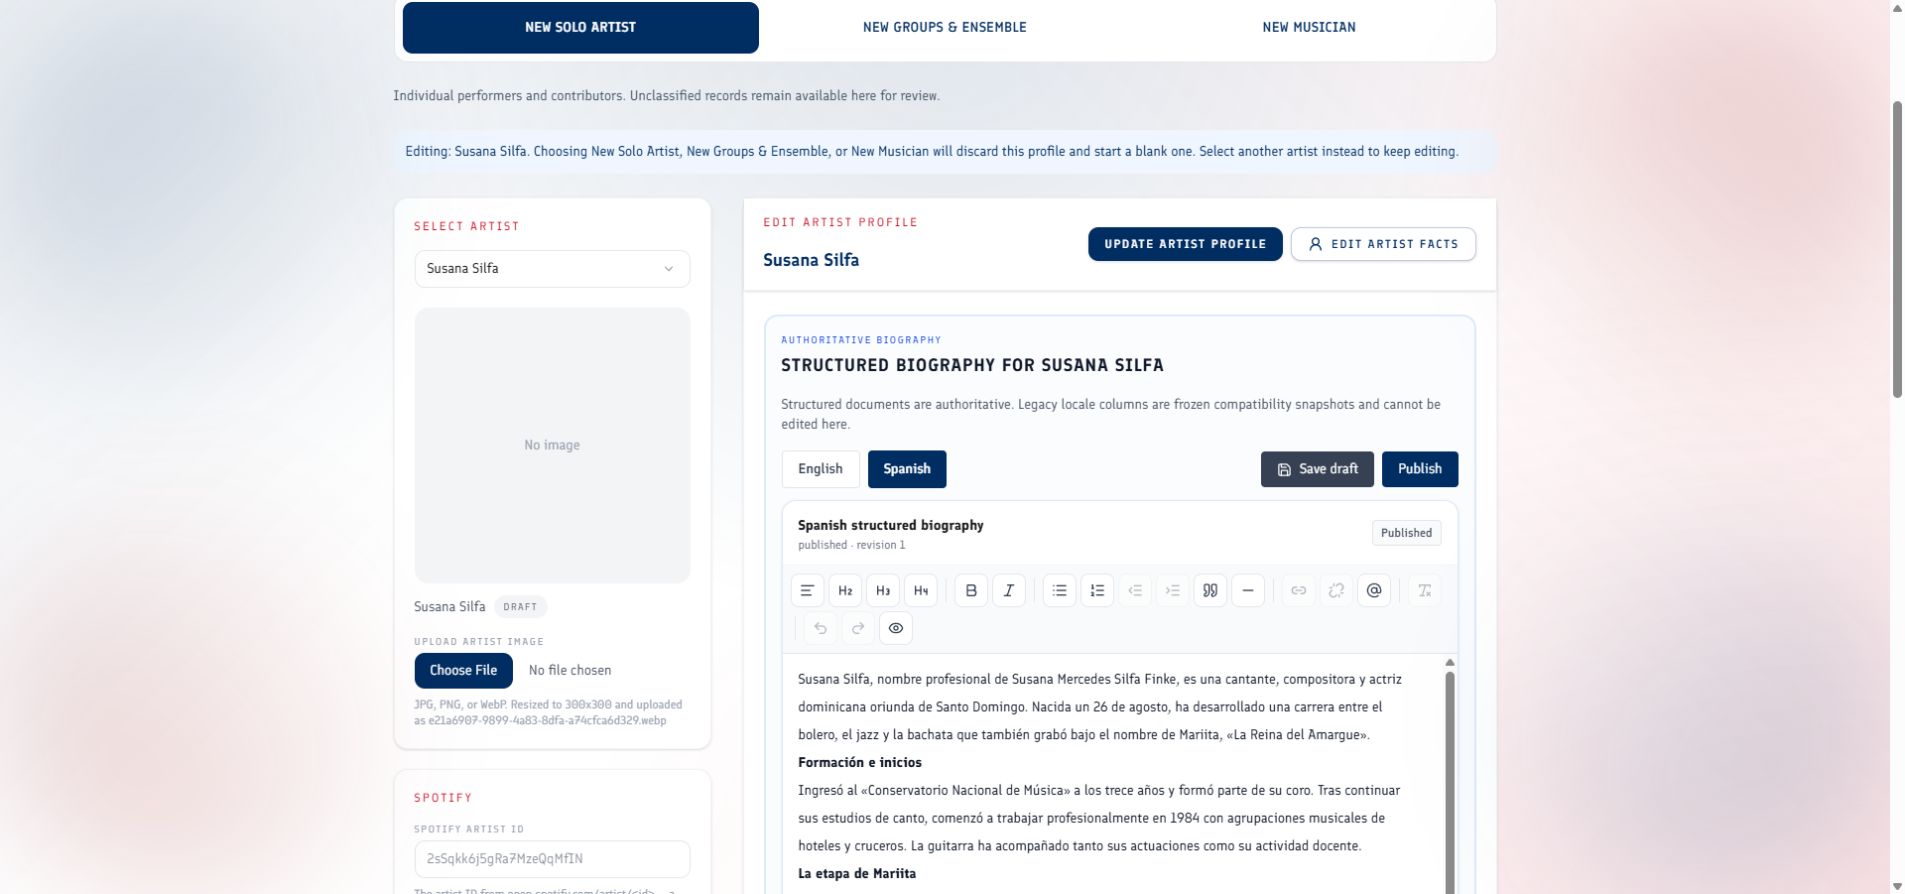 NEW SOLO ARTIST
NEW GROUPS & ENSEMBLE
NEW MUSICIAN
Individual performers and contributors. Unclassified records remain available here for review.
Editing: Susana Silfa. Choosing New Solo Artist, New Groups & Ensemble, or New Musician will discard this profile and start a blank one. Select another artist instead to keep editing.
SELECT ARTIST
Susana Silfa
No image
Susana Silfa DRAFT
UPLOAD ARTIST IMAGE
Choose File No file chosen
JPG, PNG, or WebP. Resized to 300x300 and uploaded
as e21a6907-9899-4a83-8dfa-a74cfca6d329.webp
SPOTIFY
SPOTIFY ARTIST ID
2sSqkk6j5gRa7MzeQqMfIN
The artist ID from open.spotify.com/artist/<id>
EDIT ARTIST PROFILE
Susana Silfa
UPDATE ARTIST PROFILE
EDIT ARTIST FACTS
AUTHORITATIVE BIOGRAPHY
STRUCTURED BIOGRAPHY FOR SUSANA SILFA
Structured documents are authoritative. Legacy locale columns are frozen compatibility snapshots and cannot be
edited here.
English Spanish
Save draft Publish
Spanish structured biography
published · revision 1
Published
H2 H3 H4 B I
Susana Silfa, nombre profesional de Susana Mercedes Silfa Finke, es una cantante, compositora y actriz
dominicana oriunda de Santo Domingo. Nacida un 26 de agosto, ha desarrollado una carrera entre el
bolero, el jazz y la bachata que también grabó bajo el nombre de Mariita, «La Reina del Amargue».
Formación e inicios
Ingresó al «Conservatorio Nacional de Música» a los trece años y formó parte de su coro. Tras continuar
sus estudios de canto, comenzó a trabajar profesionalmente en 1984 con agrupaciones musicales de
hoteles y cruceros. La guitarra ha acompañado tanto sus actuaciones como su actividad docente.
La etapa de Mariita